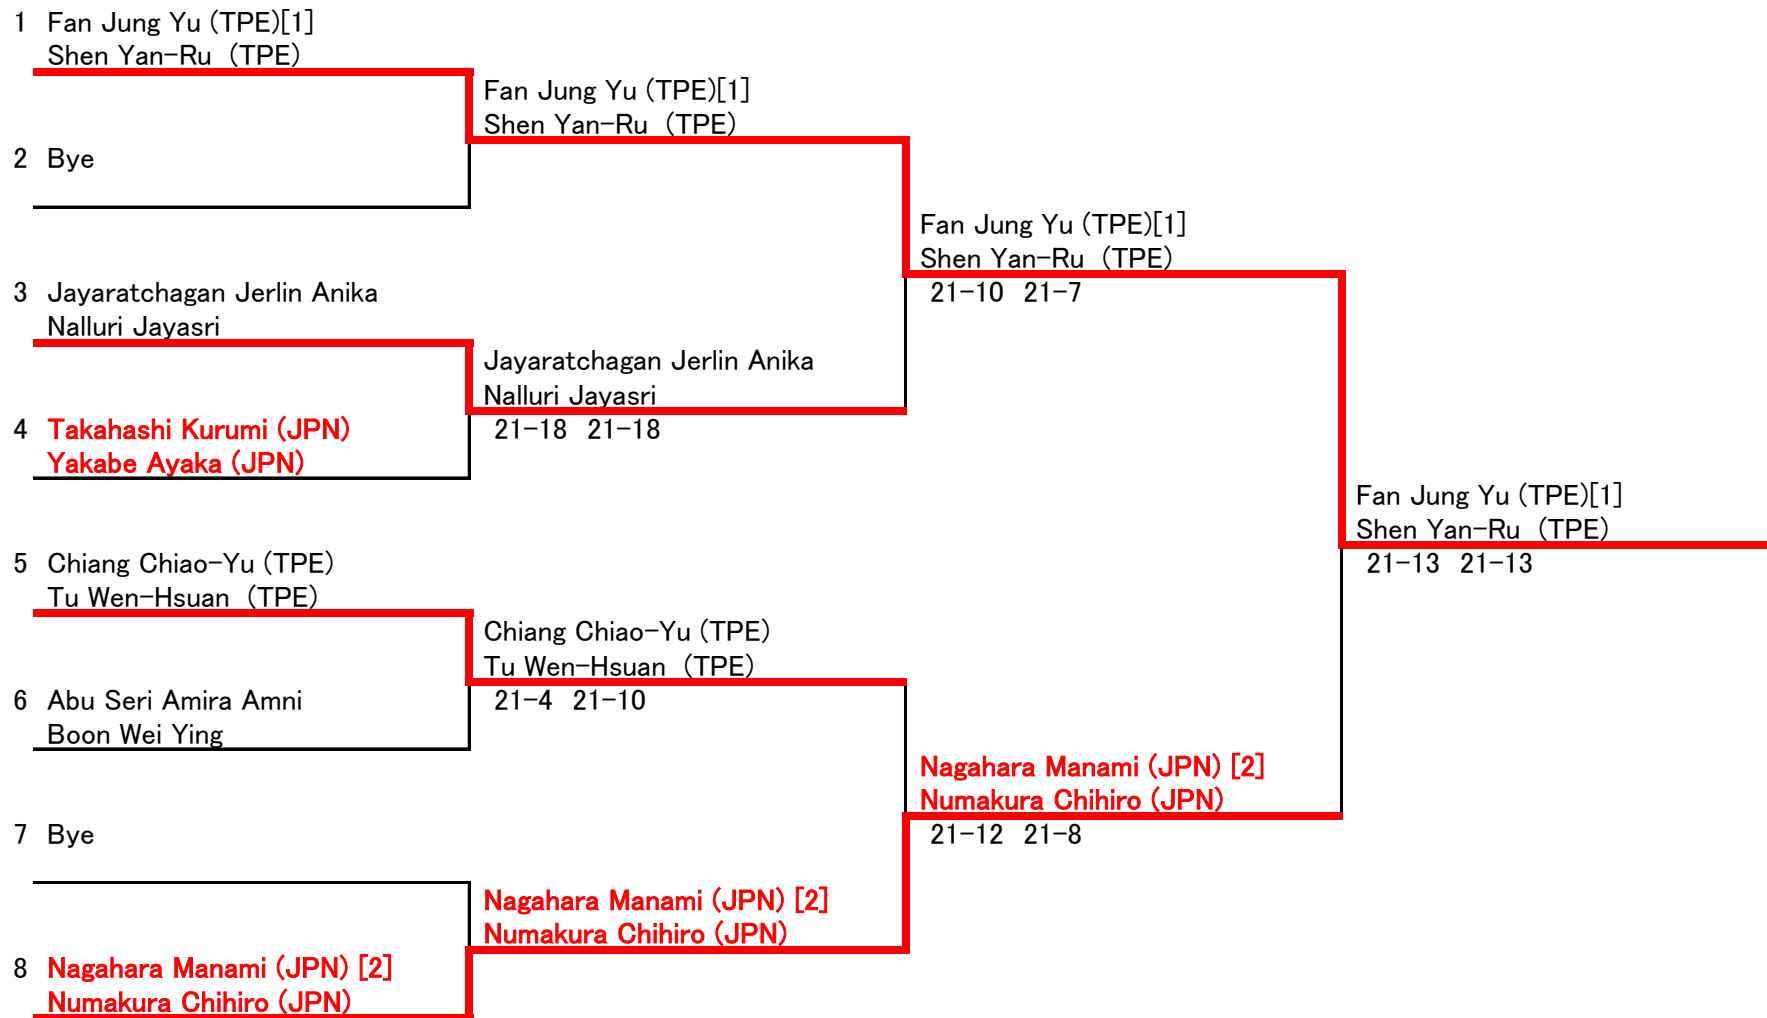 1 Fan Jung Yu (TPE)[1]
Shen Yan-Ru (TPE)
Fan Jung Yu (TPE)[1]
Shen Yan-Ru (TPE)
2 Bye
Fan Jung Yu (TPE)[1]
Shen Yan-Ru (TPE)
21-10 21-7
3 Jayaratchagan Jerlin Anika
Nalluri Jayasri
Jayaratchagan Jerlin Anika
Nalluri Jayasri
21-18 21-18
4 Takahashi Kurumi (JPN)
Yakabe Ayaka (JPN)
Fan Jung Yu (TPE)[1]
Shen Yan-Ru (TPE)
21-13 21-13
5 Chiang Chiao-Yu (TPE)
Tu Wen-Hsuan (TPE)
Chiang Chiao-Yu (TPE)
Tu Wen-Hsuan (TPE)
21-4 21-10
6 Abu Seri Amira Amni
Boon Wei Ying
Nagahara Manami (JPN) [2]
Numakura Chihiro (JPN)
21-12 21-8
7 Bye
Nagahara Manami (JPN) [2]
Numakura Chihiro (JPN)
8 Nagahara Manami (JPN) [2]
Numakura Chihiro (JPN)